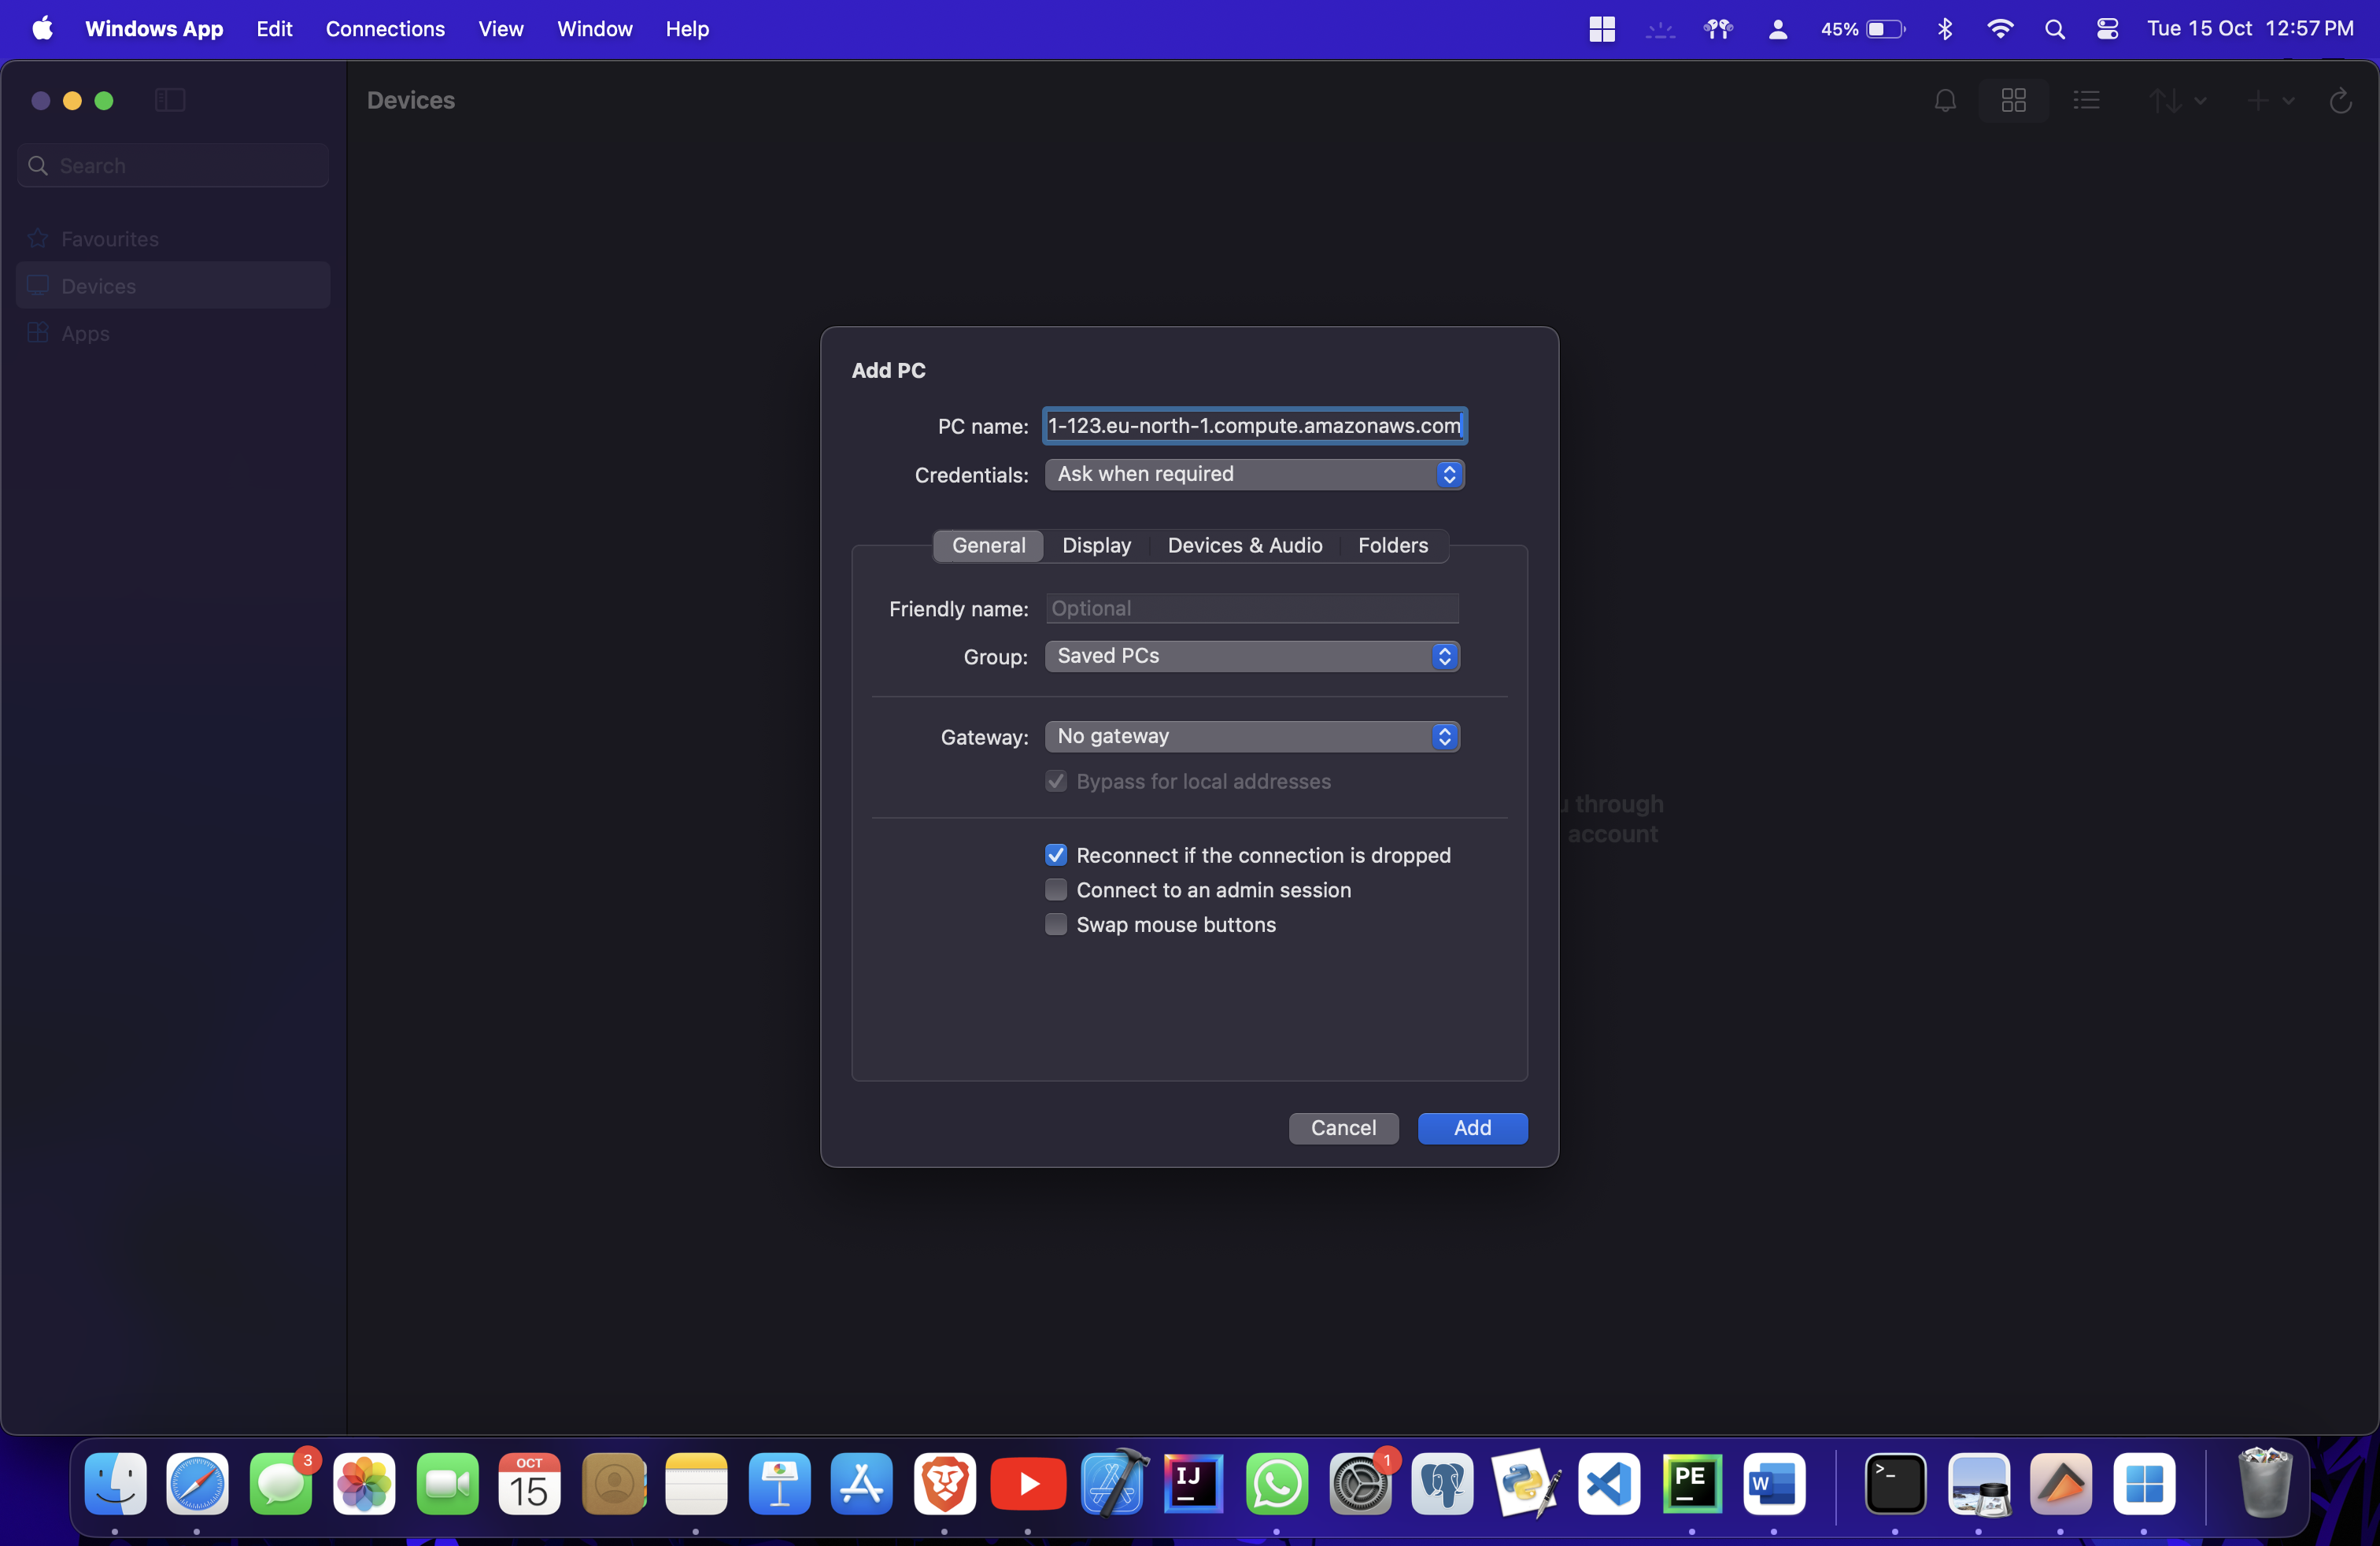 Windows App Edit Connections View Window Help 45% Tue 15 Oct 12:57 PM
Devices
Search
Favourites
Devices
Apps
Add PC
PC name: 1-123.eu-north-1.compute.amazonaws.com
Credentials: Ask when required
General Display Devices & Audio Folders
Friendly name: Optional
Group: Saved PCs
Gateway: No gateway
Bypass for local addresses
through
account
Reconnect if the connection is dropped
Connect to an admin session
Swap mouse buttons
Cancel Add
3
OCT
15
IJ
1
PE
W
>_